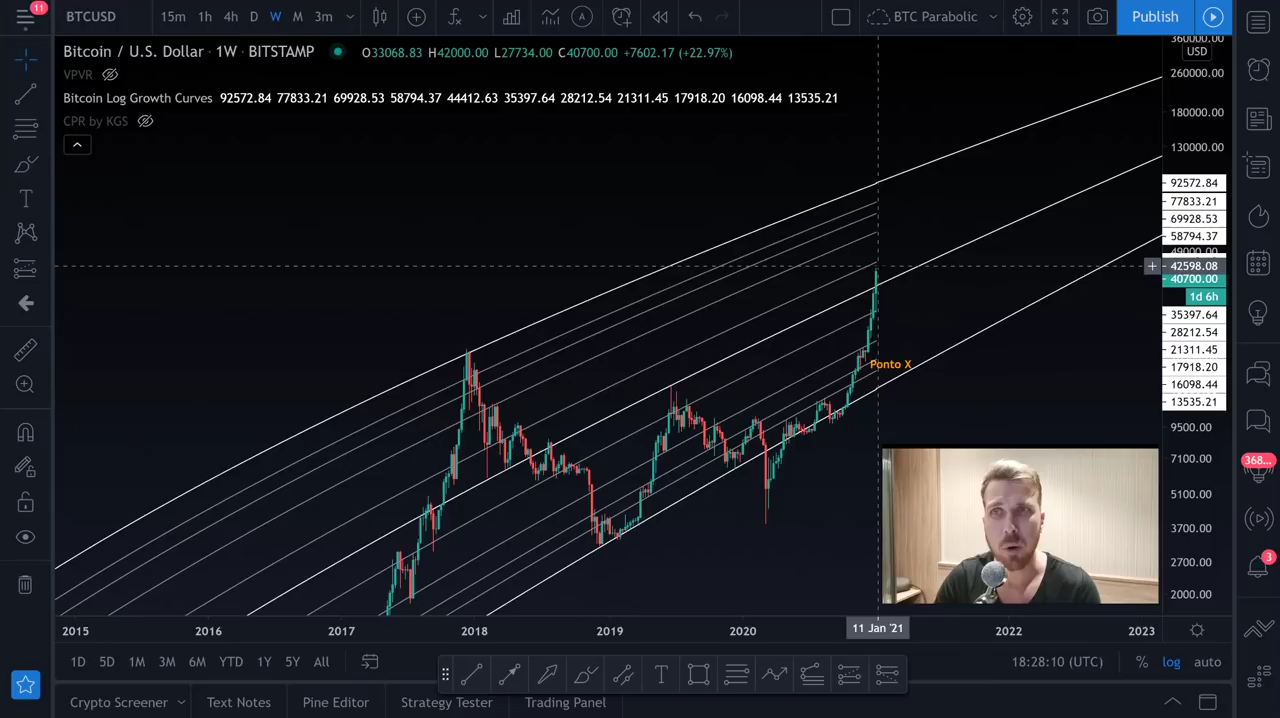 11
BTCUSD 15m 1h 4h D W M 3m BTC Parabolic Publish
Bitcoin / U.S. Dollar · 1W · BITSTAMP O33068.83 H42000.00 L27734.00 C40700.00 +7602.17 (+22.97%)
VPVR
Bitcoin Log Growth Curves 92572.84 77833.21 69928.53 58794.37 44412.63 35397.64 28212.54 21311.45 17918.20 16098.44 13535.21
CPR by KGS
360000.00
USD
260000.00
180000.00
130000.00
92572.84
77833.21
69928.53
58794.37
49000.00
42598.08
40700.00
1d 6h
35397.64
28212.54
21311.45
17918.20
16098.44
13535.21
9500.00
7100.00
5100.00
3700.00
2700.00
2000.00
Ponto X
368...
3
2015 2016 2017 2018 2019 2020 11 Jan '21 2022 2023
1D 5D 1M 3M 6M YTD 1Y 5Y All 18:28:10 (UTC) % log auto
Crypto Screener Text Notes Pine Editor Strategy Tester Trading Panel